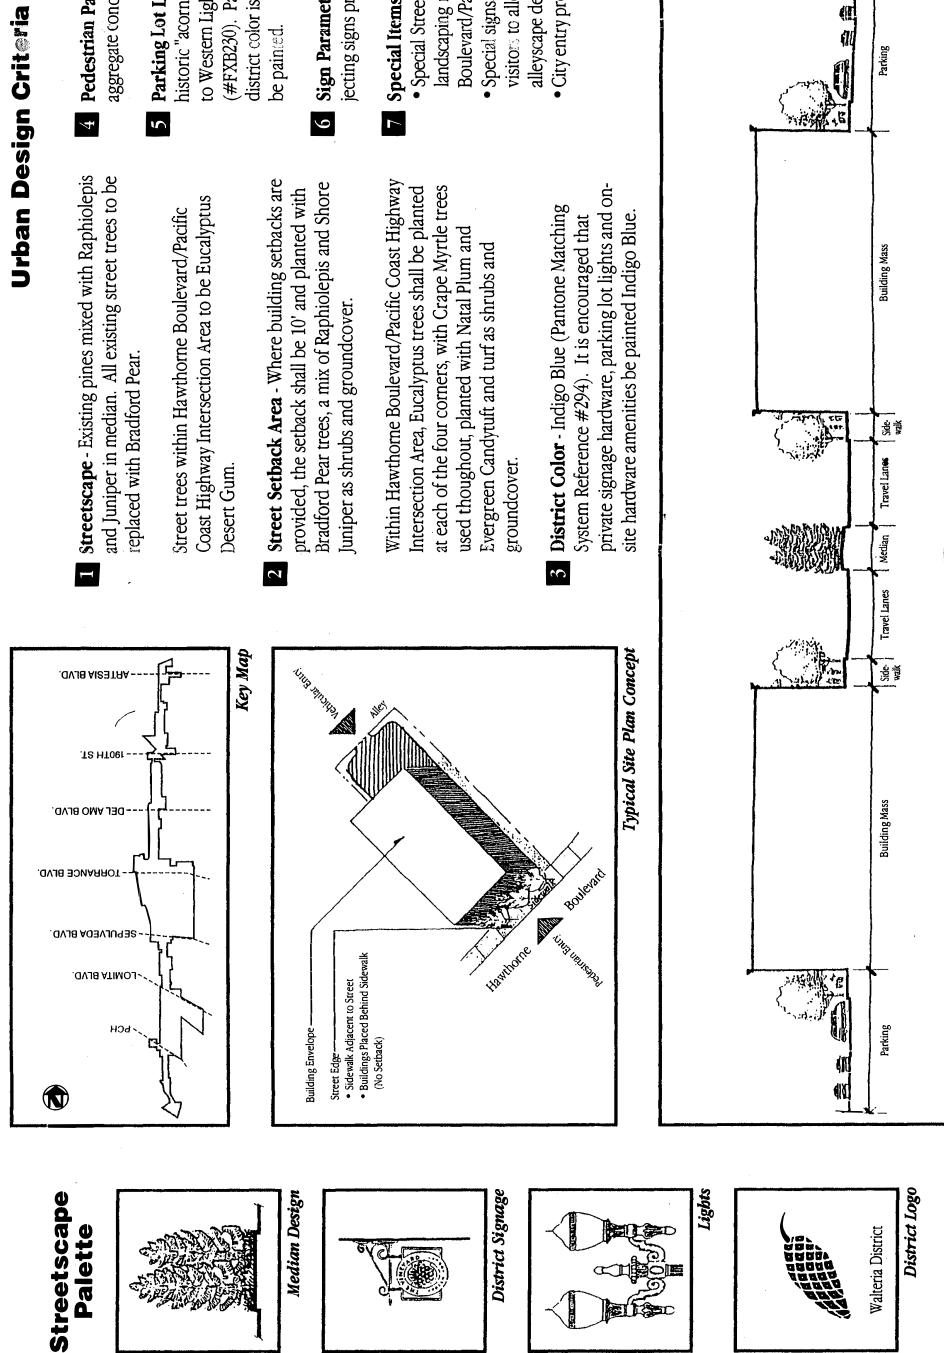 Streetscape
Palette
Median Design
District Signage
Lights
Walteria District
District Logo
ARTESIA BLVD.
190TH ST.
DEL AMO BLVD.
TORRANCE BLVD.
SEPULVEDA BLVD.
LOMITA BLVD.
PCH
Key Map
Building Envelope
Street Edge
• Sidewalk Adjacent to Street
• Buildings Placed Behind Sidewalk
(No Setback)
Vehicular Entry
Alley
Sidewalk
Hawthorne
Boulevard
Pedestrian Entry
Typical Site Plan Concept
Urban Design Criteria
1 Streetscape - Existing pines mixed with Raphiolepis
and Juniper in median. All existing street trees to be
replaced with Bradford Pear.
Street trees within Hawthorne Boulevard/Pacific
Coast Highway Intersection Area to be Eucalyptus
Desert Gum.
2 Street Setback Area - Where building setbacks are
provided, the setback shall be 10' and planted with
Bradford Pear trees, a mix of Raphiolepis and Shore
Juniper as shrubs and groundcover.
Within Hawthorne Boulevard/Pacific Coast Highway
Intersection Area, Eucalyptus trees shall be planted
at each of the four corners, with Crape Myrtle trees
used thoughout, planted with Natal Plum and
Evergreen Candytuft and turf as shrubs and
groundcover.
3 District Color - Indigo Blue (Pantone Matching
System Reference #294). It is encouraged that
private signage hardware, parking lot lights and on-
site hardware amenities be painted Indigo Blue.
4 Pedestrian Pa
aggregate conc
5 Parking Lot L
historic "acorn
to Western Ligh
(#FXB230). Pa
district color is
be painted.
6 Sign Paramet
jecting signs pr
7 Special Items
• Special Stree
landscaping
Boulevard/Pa
• Special signs
visitors to all
alleyscape de
• City entry pro
Parking
Building Mass
Side-
walk
Travel Lanes
Median
Travel Lanes
Side-
walk
Building Mass
Parking